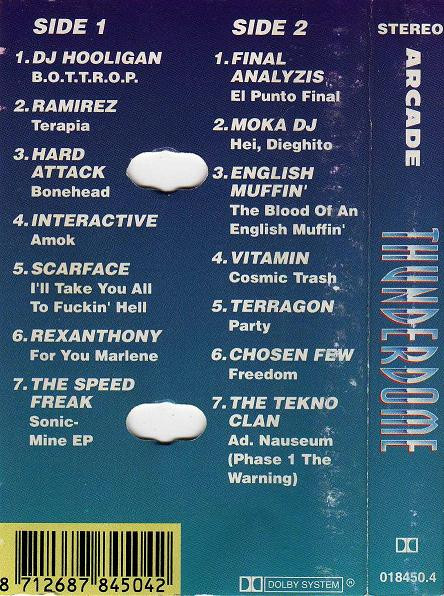 SIDE 1
1. DJ HOOLIGAN
B.O.T.T.R.O.P.
2. RAMIREZ
Terapia
3. HARD
ATTACK
Bonehead
4. INTERACTIVE
Amok
5. SCARFACE
I'll Take You All
To Fuckin' Hell
6. REXANTHONY
For You Marlene
7. THE SPEED
FREAK
Sonic-
Mine EP
SIDE 2
1. FINAL
ANALYZIS
El Punto Final
2. MOKA DJ
Hei, Dieghito
3. ENGLISH
MUFFIN'
The Blood Of An
English Muffin'
4. VITAMIN
Cosmic Trash
5. TERRAGON
Party
6. CHOSEN FEW
Freedom
7. THE TEKNO
CLAN
Ad. Nauseum
(Phase 1 The
Warning)
8 712687 845042
DOLBY SYSTEM ®
STEREO
ARCADE
THUNDERDOME
018450.4